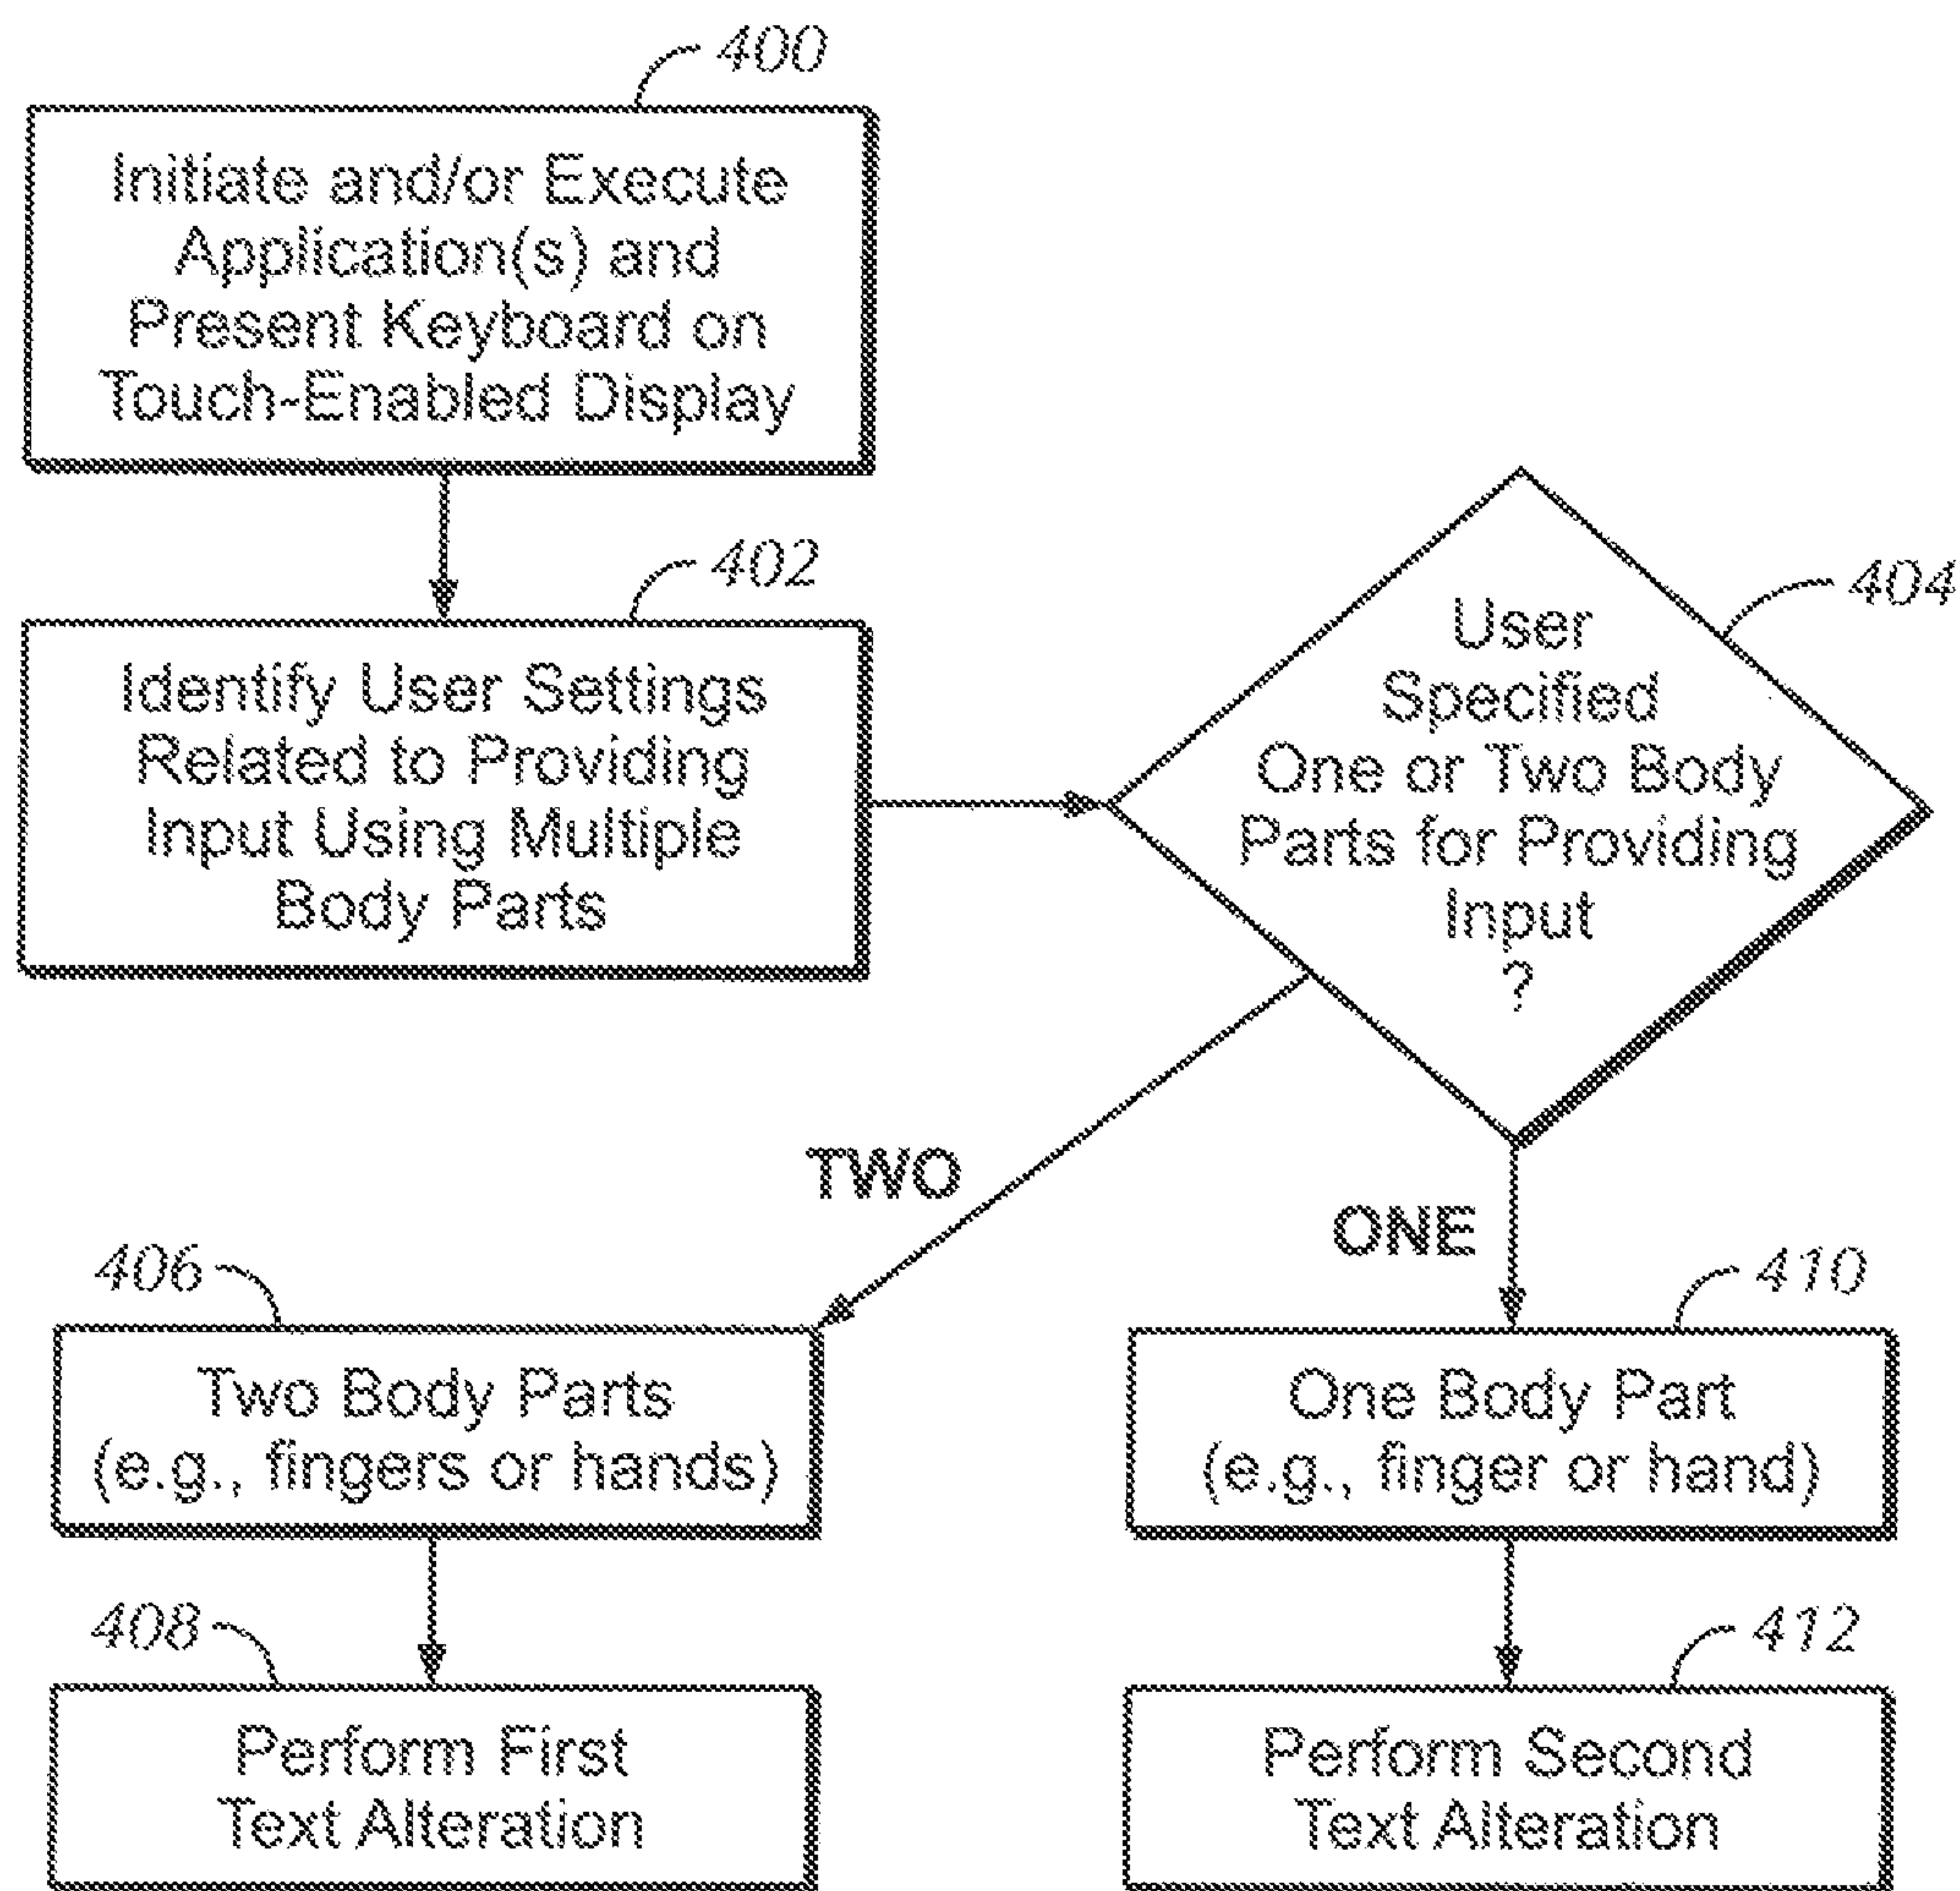 400
Initiate and/or Execute
Application(s) and
Present Keyboard on
Touch-Enabled Display
402
Identify User Settings
Related to Providing
Input Using Multiple
Body Parts
404
User
Specified
One or Two Body
Parts for Providing
Input
?
TWO
ONE
406
Two Body Parts
(e.g., fingers or hands)
410
One Body Part
(e.g., finger or hand)
408
Perform First
Text Alteration
412
Perform Second
Text Alteration